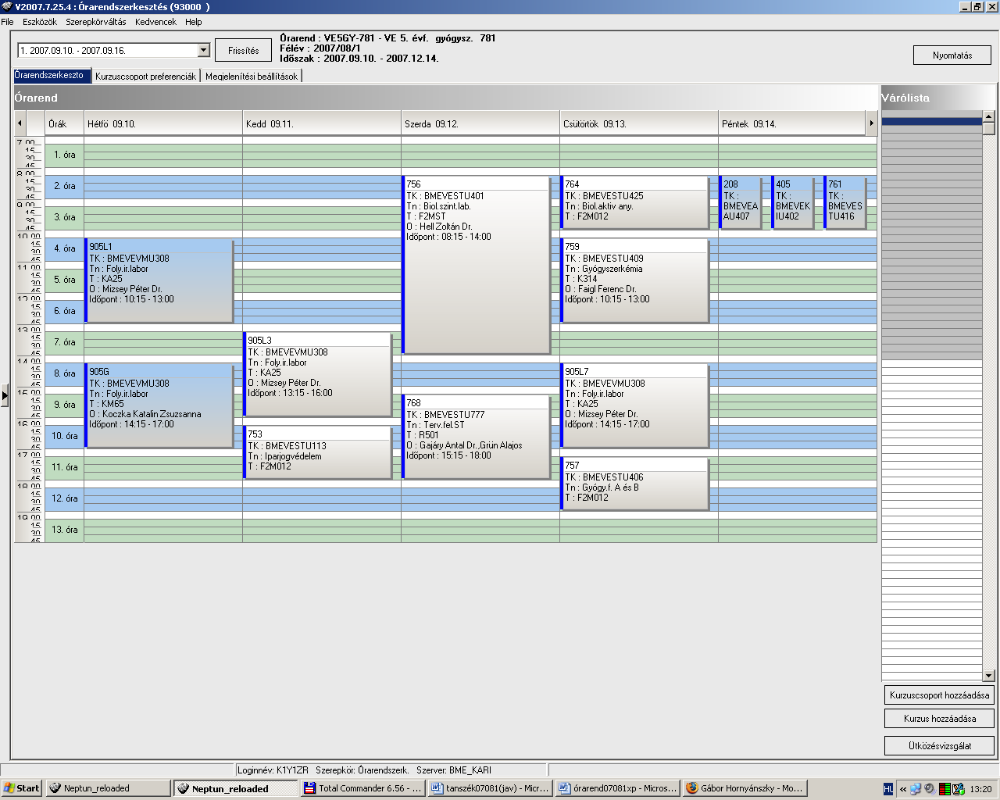 V2007.7.25.4 : Órarendszerkesztés (93000 )
File Eszközök Szerepkörváltás Kedvencek Help
1. 2007.09.10. - 2007.09.16.
Frissítés
Órarend : VE5GY-781 - VE 5. évf. gyógysz. 781
Félév : 2007/08/1
Időszak : 2007.09.10. - 2007.12.14.
Nyomtatás
Órarendszerkeszto Kurzuscsoport preferenciák Megjelenítési beállítások
Órarend
Várólista
Órák Hétfő 09.10. Kedd 09.11. Szerda 09.12. Csütörtök 09.13. Péntek 09.14.
1. óra
2. óra
3. óra
4. óra
5. óra
6. óra
7. óra
8. óra
9. óra
10. óra
11. óra
12. óra
13. óra
905L1
TK : BMEVEVMU308
Tn : Foly.ir.labor
T : KA25
O : Mizsey Péter Dr.
Időpont : 10:15 - 13:00
905G
TK : BMEVEVMU308
Tn : Foly.ir.labor
T : KM65
O : Koczka Katalin Zsuzsanna
Időpont : 14:15 - 17:00
905L3
TK : BMEVEVMU308
Tn : Foly.ir.labor
T : KA25
O : Mizsey Péter Dr.
Időpont : 13:15 - 16:00
753
TK : BMEVESTU113
Tn : Iparjogvédelem
T : F2M012
756
TK : BMEVESTU401
Tn : Biol.szint.lab.
T : F2MST
O : Hell Zoltán Dr.
Időpont : 08:15 - 14:00
768
TK : BMEVESTU777
Tn : Terv.fel.ST
T : R501
O : Gajáry Antal Dr.,Grün Alajos
Időpont : 15:15 - 18:00
764
TK : BMEVESTU425
Tn : Biol.aktiv any.
T : F2M012
759
TK : BMEVESTU409
Tn : Gyógyszerkémia
T : K314
O : Faigl Ferenc Dr.
Időpont : 10:15 - 13:00
905L7
TK : BMEVEVMU308
Tn : Foly.ir.labor
T : KA25
O : Mizsey Péter Dr.
Időpont : 14:15 - 17:00
757
TK : BMEVESTU406
Tn : Gyógy.f. A és B
T : F2M012
208
TK :
BMEVEA
AU407
405
TK :
BMEVEK
IU402
761
TK :
BMEVES
TU416
Kurzuscsoport hozzáadása
Kurzus hozzáadása
Ütközésvizsgálat
Loginnév: K1Y1ZR Szerepkör: Órarendszerk. Szerver: BME_KARI
Start Neptun_reloaded Neptun_reloaded Total Commander 6.56 - ... tanszék07081(jav) - Micr... órarend07081xp - Micros... Gábor Hornyánszky - Mo... HU « 13:20